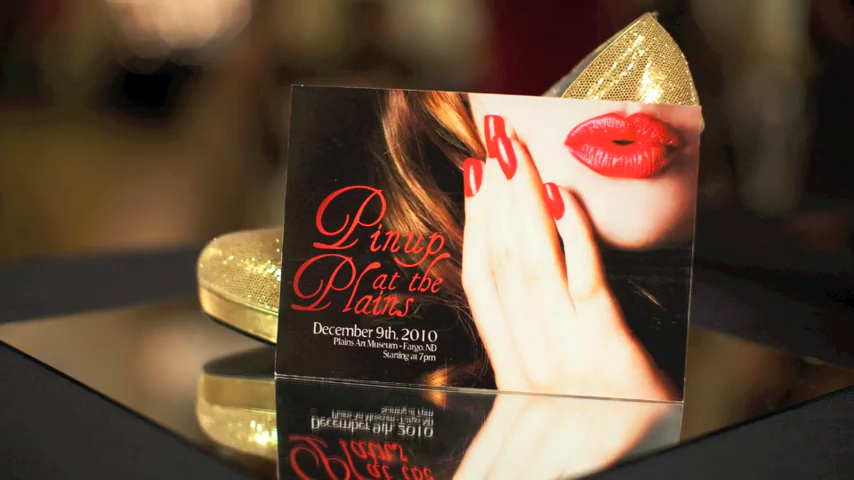 Pinup
at the
Plains
December 9th, 2010
Plains Art Museum - Fargo, ND
Starting at 7pm